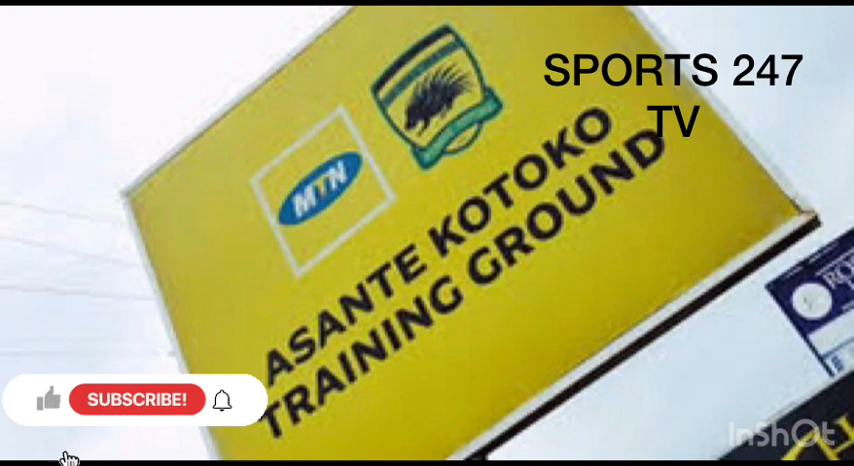 SPORTS 247
TV
MTN
ASANTE KOTOKO
TRAINING GROUND
SUBSCRIBE!
InShOt